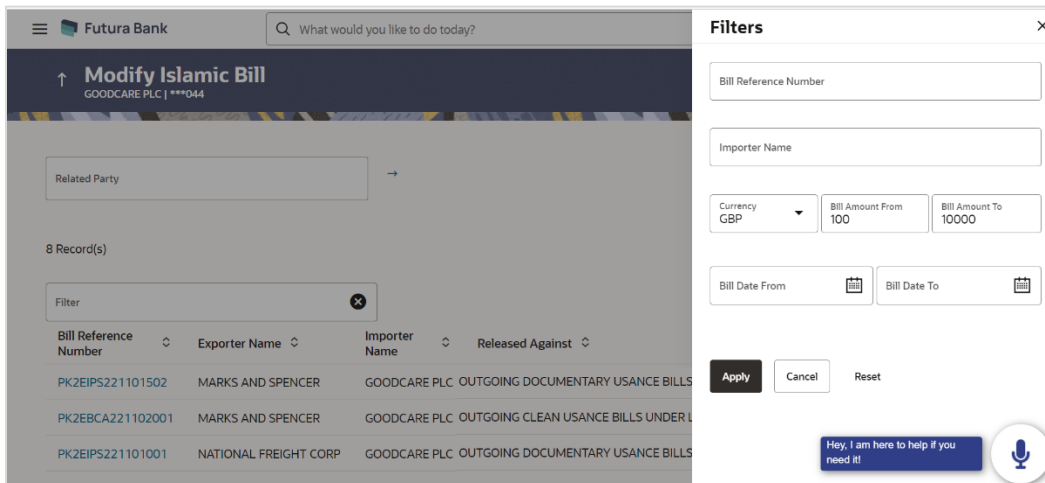 Futura Bank
What would you like to do today?
Modify Islamic Bill
GOODCARE PLC | ***044
Related Party
8 Record(s)
Filter
Bill Reference Number
Exporter Name
Importer Name
Released Against
PK2EIPS221101502 MARKS AND SPENCER GOODCARE PLC OUTGOING DOCUMENTARY USANCE BILLS
PK2EBCA221102001 MARKS AND SPENCER GOODCARE PLC OUTGOING CLEAN USANCE BILLS UNDER L
PK2EIPS221101001 NATIONAL FREIGHT CORP GOODCARE PLC OUTGOING DOCUMENTARY USANCE BILLS
Filters
Bill Reference Number
Importer Name
Currency
GBP
Bill Amount From
100
Bill Amount To
10000
Bill Date From
Bill Date To
Apply Cancel Reset
Hey, I am here to help if you
need it!